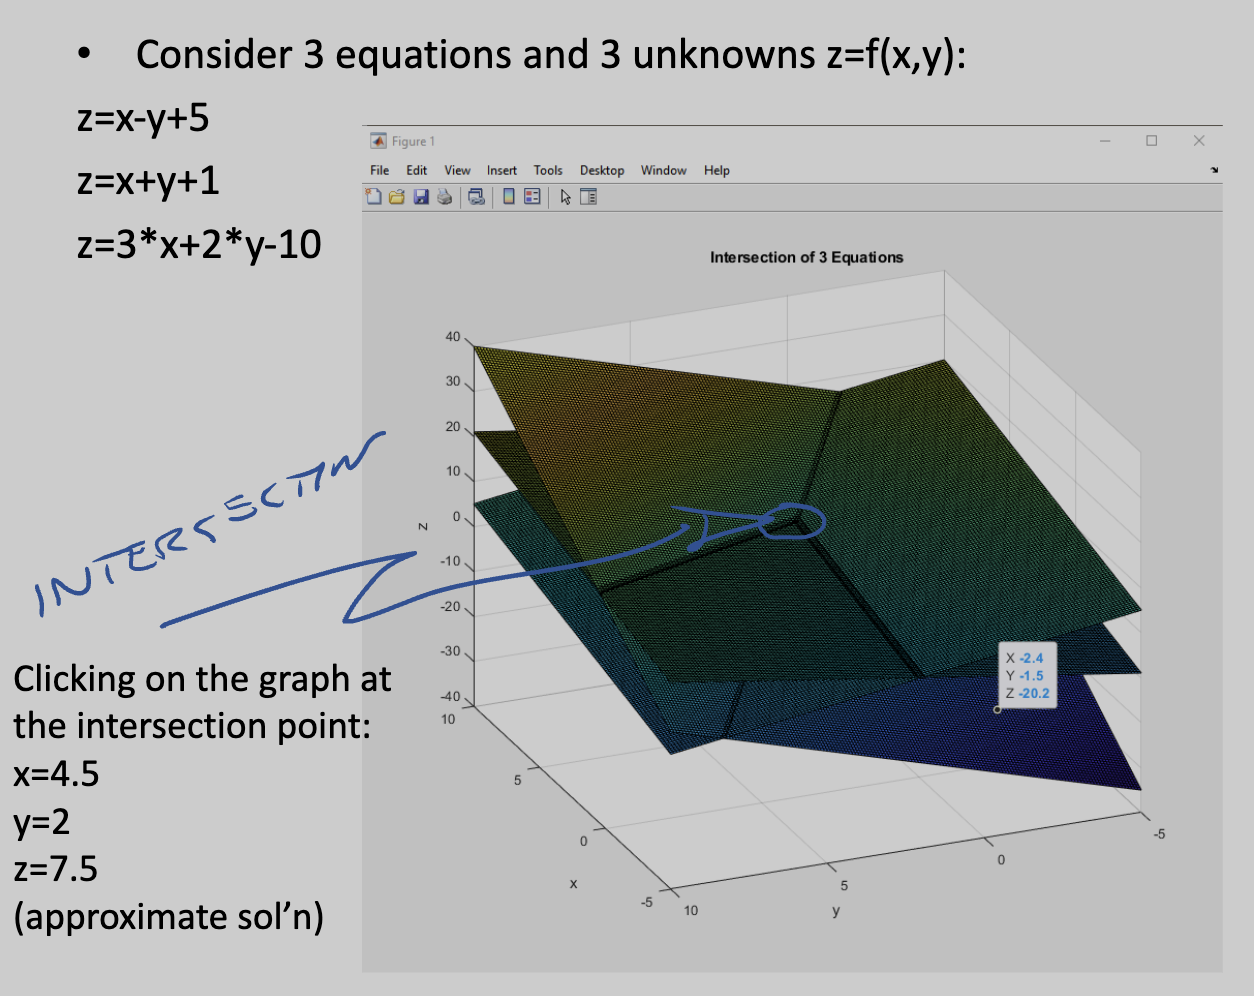 • Consider 3 equations and 3 unknowns z=f(x,y):
z=x-y+5
z=x+y+1
z=3*x+2*y-10
Figure 1
File Edit View Insert Tools Desktop Window Help
Intersection of 3 Equations
40
30
20
10
0
-10
-20
-30
-40
z
10
5
0
-5
x
10
5
0
-5
y
X -2.4
Y -1.5
Z -20.2
INTERSECTION
Clicking on the graph at
the intersection point:
x=4.5
y=2
z=7.5
(approximate sol’n)